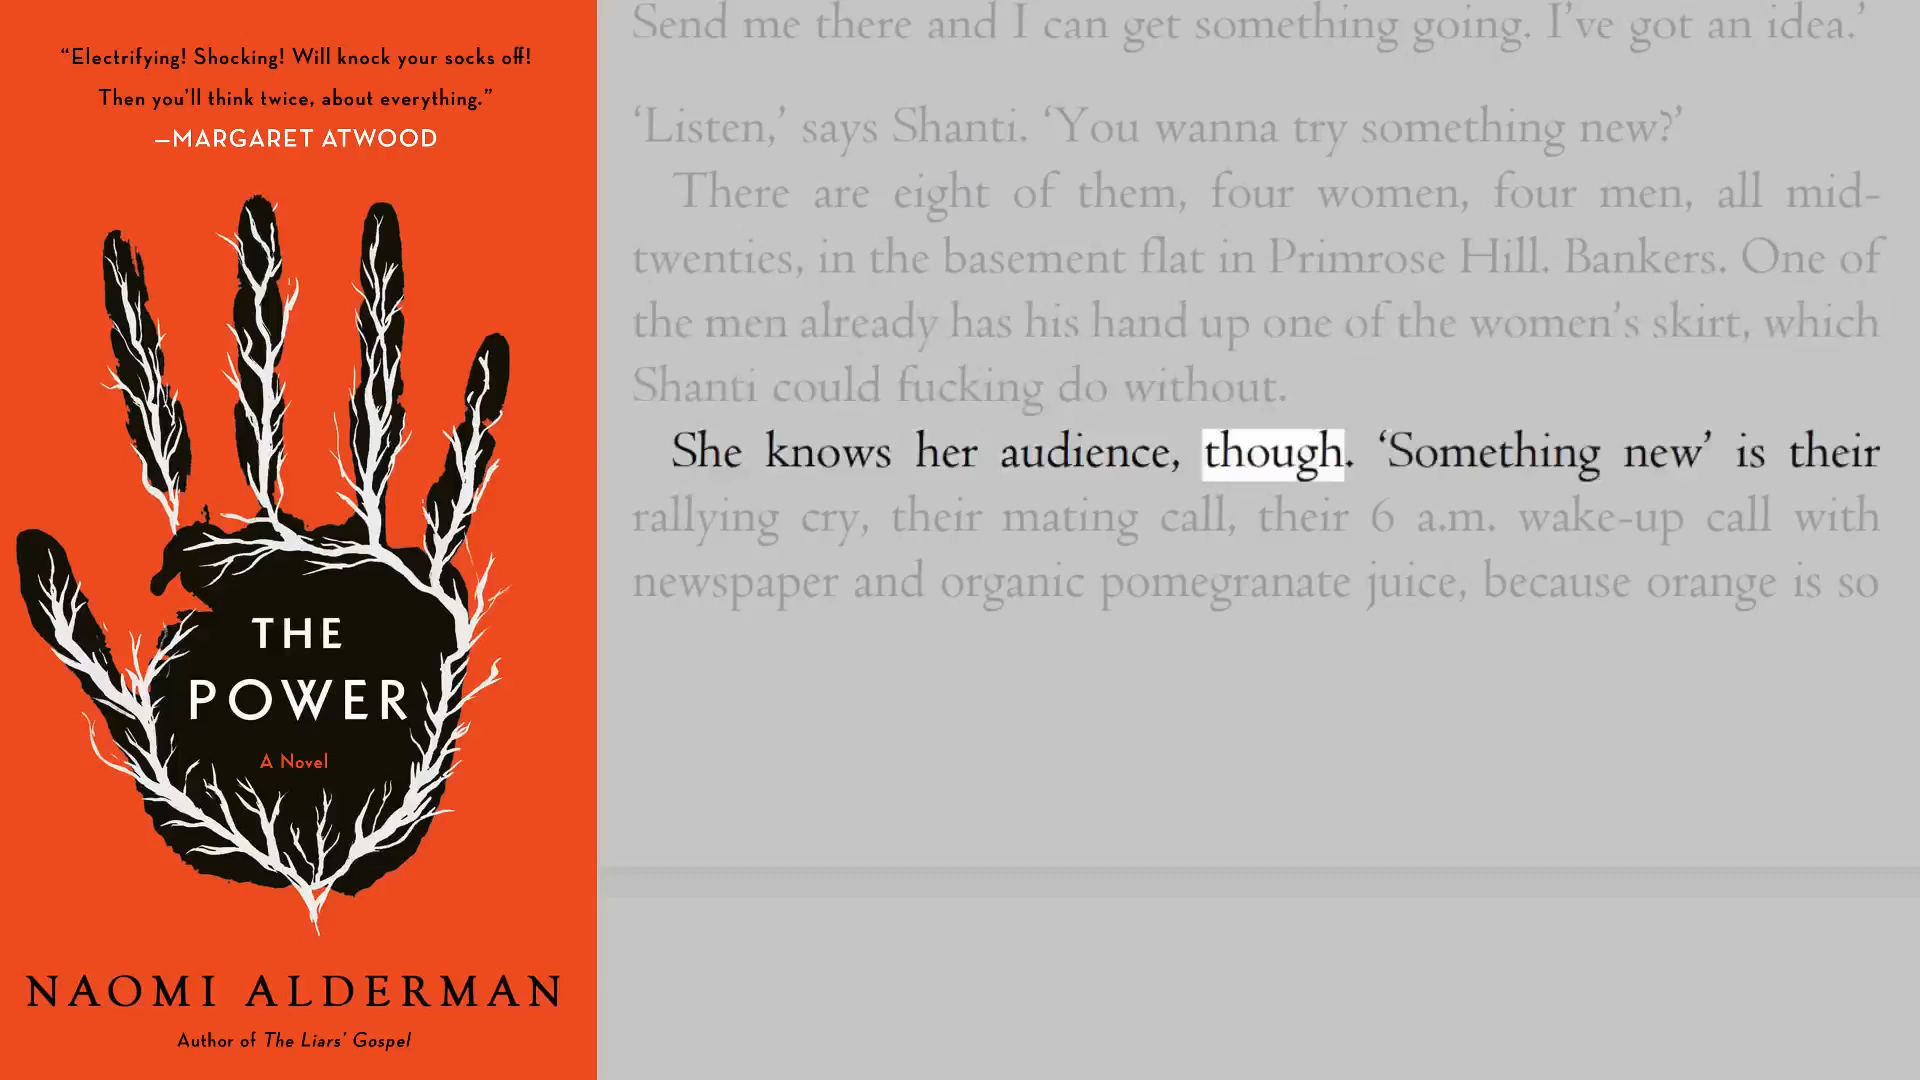 “Electrifying! Shocking! Will knock your socks off!
Then you’ll think twice, about everything.”
—MARGARET ATWOOD
THE
POWER
A Novel
NAOMI ALDERMAN
Author of The Liars’ Gospel
Send me there and I can get something going. I’ve got an idea.’
‘Listen,’ says Shanti. ‘You wanna try something new?’
There are eight of them, four women, four men, all mid-
twenties, in the basement flat in Primrose Hill. Bankers. One of
the men already has his hand up one of the women’s skirt, which
Shanti could fucking do without.
She knows her audience, though. ‘Something new’ is their
rallying cry, their mating call, their 6 a.m. wake-up call with
newspaper and organic pomegranate juice, because orange is so